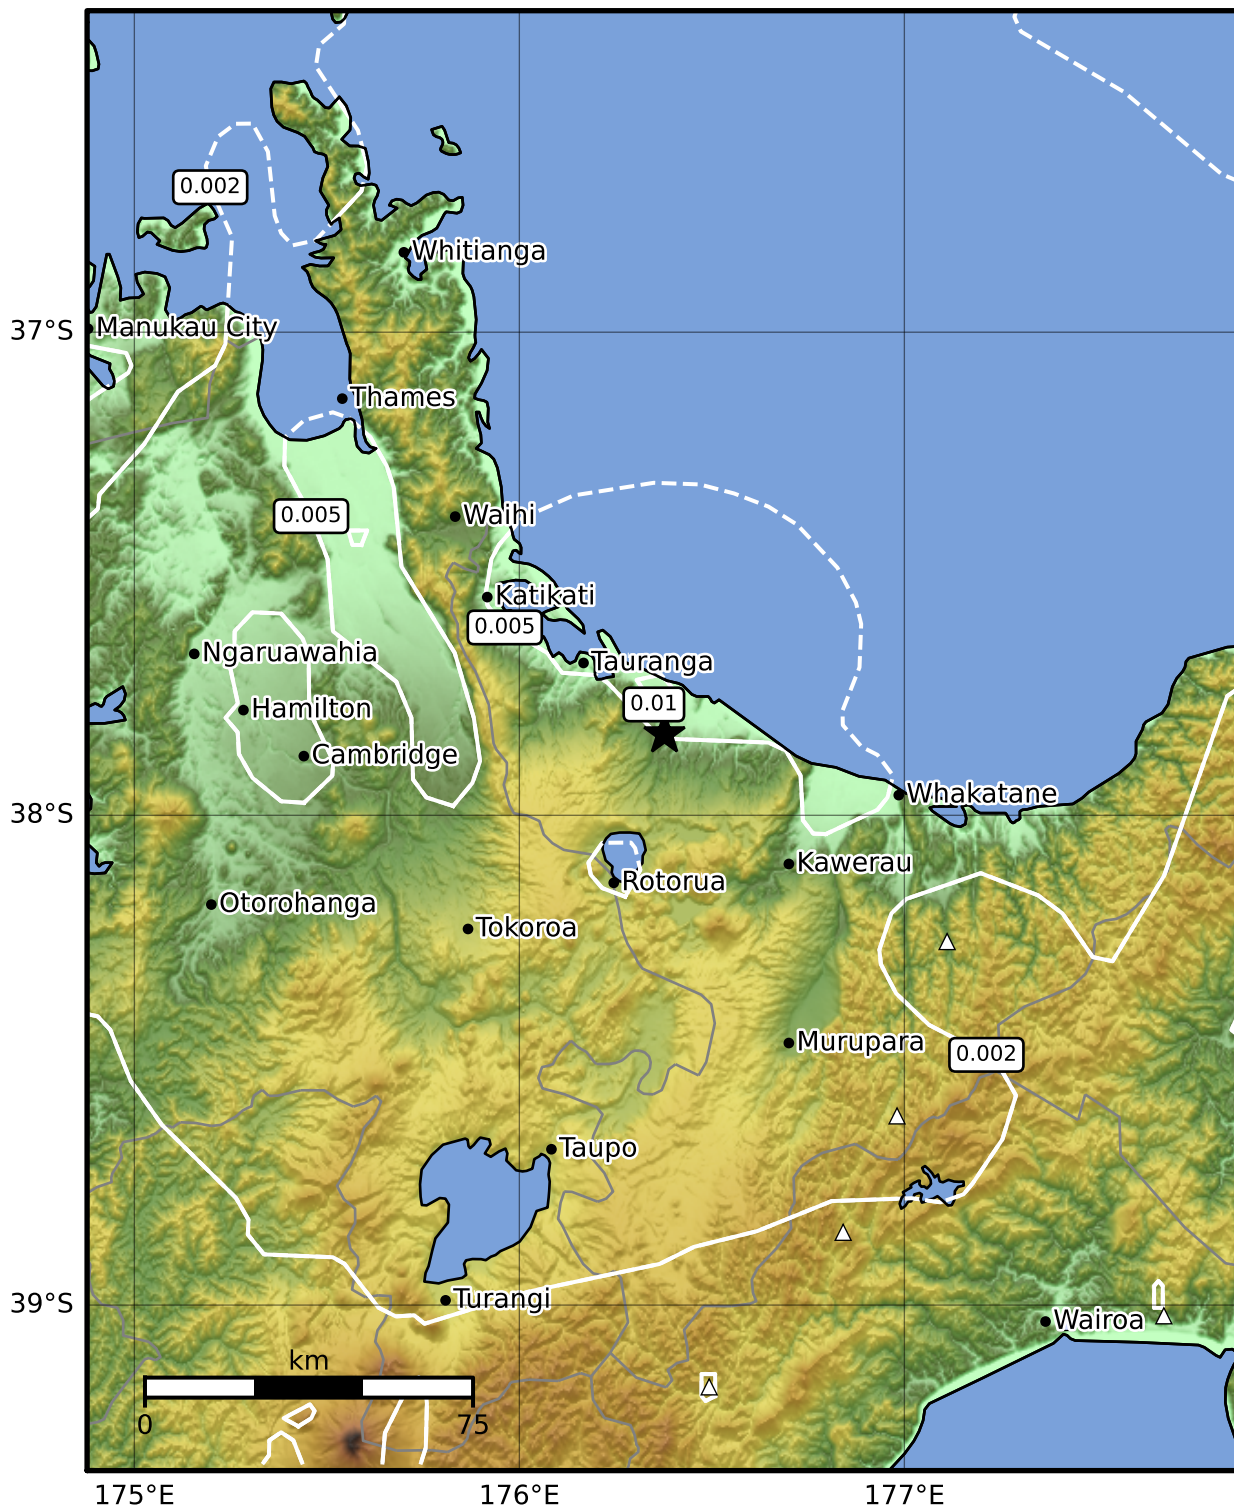 0.002
Whitianga
37°S
Manukau City
Thames
0.005
Waihi
Katikati
0.005
Ngaruawahia
Tauranga
0.01
Hamilton
Cambridge
Whakatane
38°S
Kawerau
Rotorua
Otorohanga
Tokoroa
Murupara
0.002
Taupo
39°S
Turangi
Wairoa
km
0
75
175°E
176°E
177°E